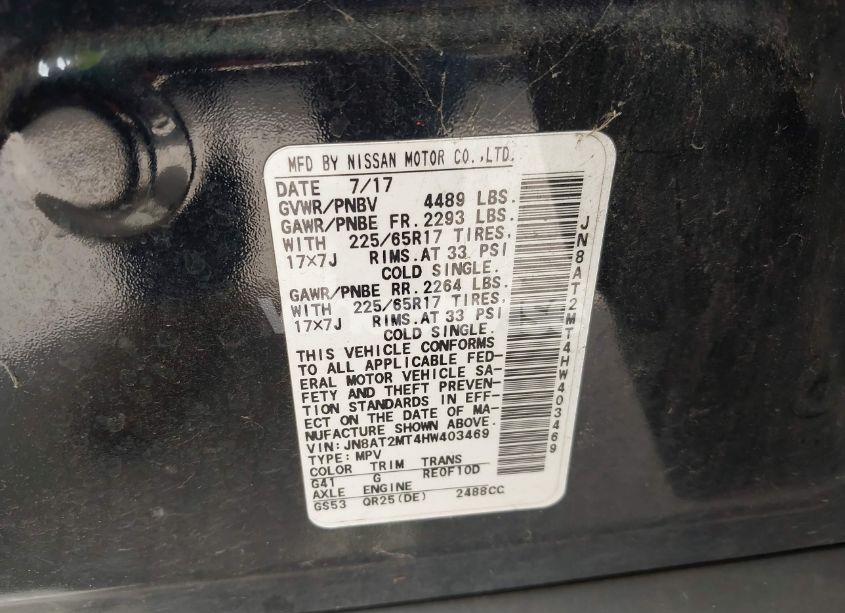 MFD BY NISSAN MOTOR CO.,LTD.
DATE 7/17
GVWR/PNBV 4489 LBS.
GAWR/PNBE FR. 2293 LBS.
WITH 225/65R17 TIRES.
17x7J RIMS.AT 33 PSI
COLD SINGLE.
GAWR/PNBE RR. 2264 LBS.
WITH 225/65R17 TIRES.
17x7J RIMS.AT 33 PSI
COLD SINGLE.
THIS VEHICLE CONFORMS
TO ALL APPLICABLE FED-
ERAL MOTOR VEHICLE SA-
FETY AND THEFT PREVEN-
TION STANDARDS IN EFF-
ECT ON THE DATE OF MA-
NUFACTURE SHOWN ABOVE.
VIN:JN8AT2MT4HW403469
TYPE:MPV
COLOR TRIM TRANS
G41 G RE0F10D
AXLE ENGINE
GS53 QR25(DE) 2488CC
JN8AT2MT4HW403469